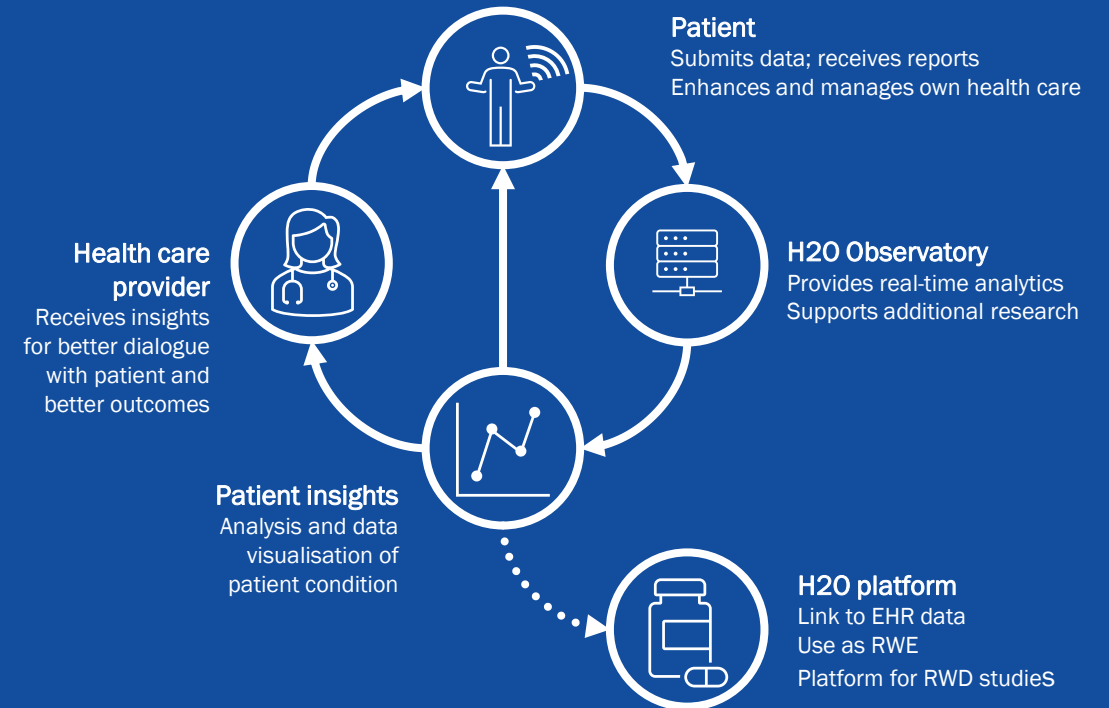 Patient
Submits data; receives reports
Enhances and manages own health care
Health care
provider
Receives insights
for better dialogue
with patient and
better outcomes
H2O Observatory
Provides real-time analytics
Supports additional research
Patient insights
Analysis and data
visualisation of
patient condition
H2O platform
Link to EHR data
Use as RWE
Platform for RWD studies